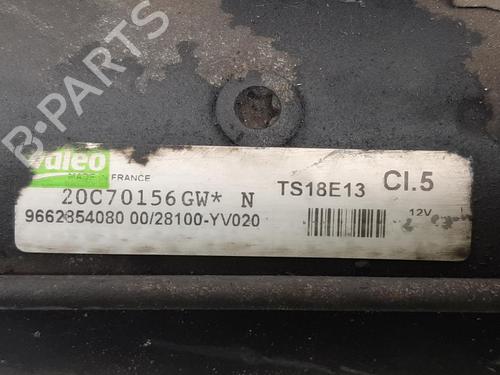 B-PARTS
Valeo
MADE IN FRANCE
20C70156GW* N
TS18E13 Cl.5
9662854080 00/28100-YV020
12V